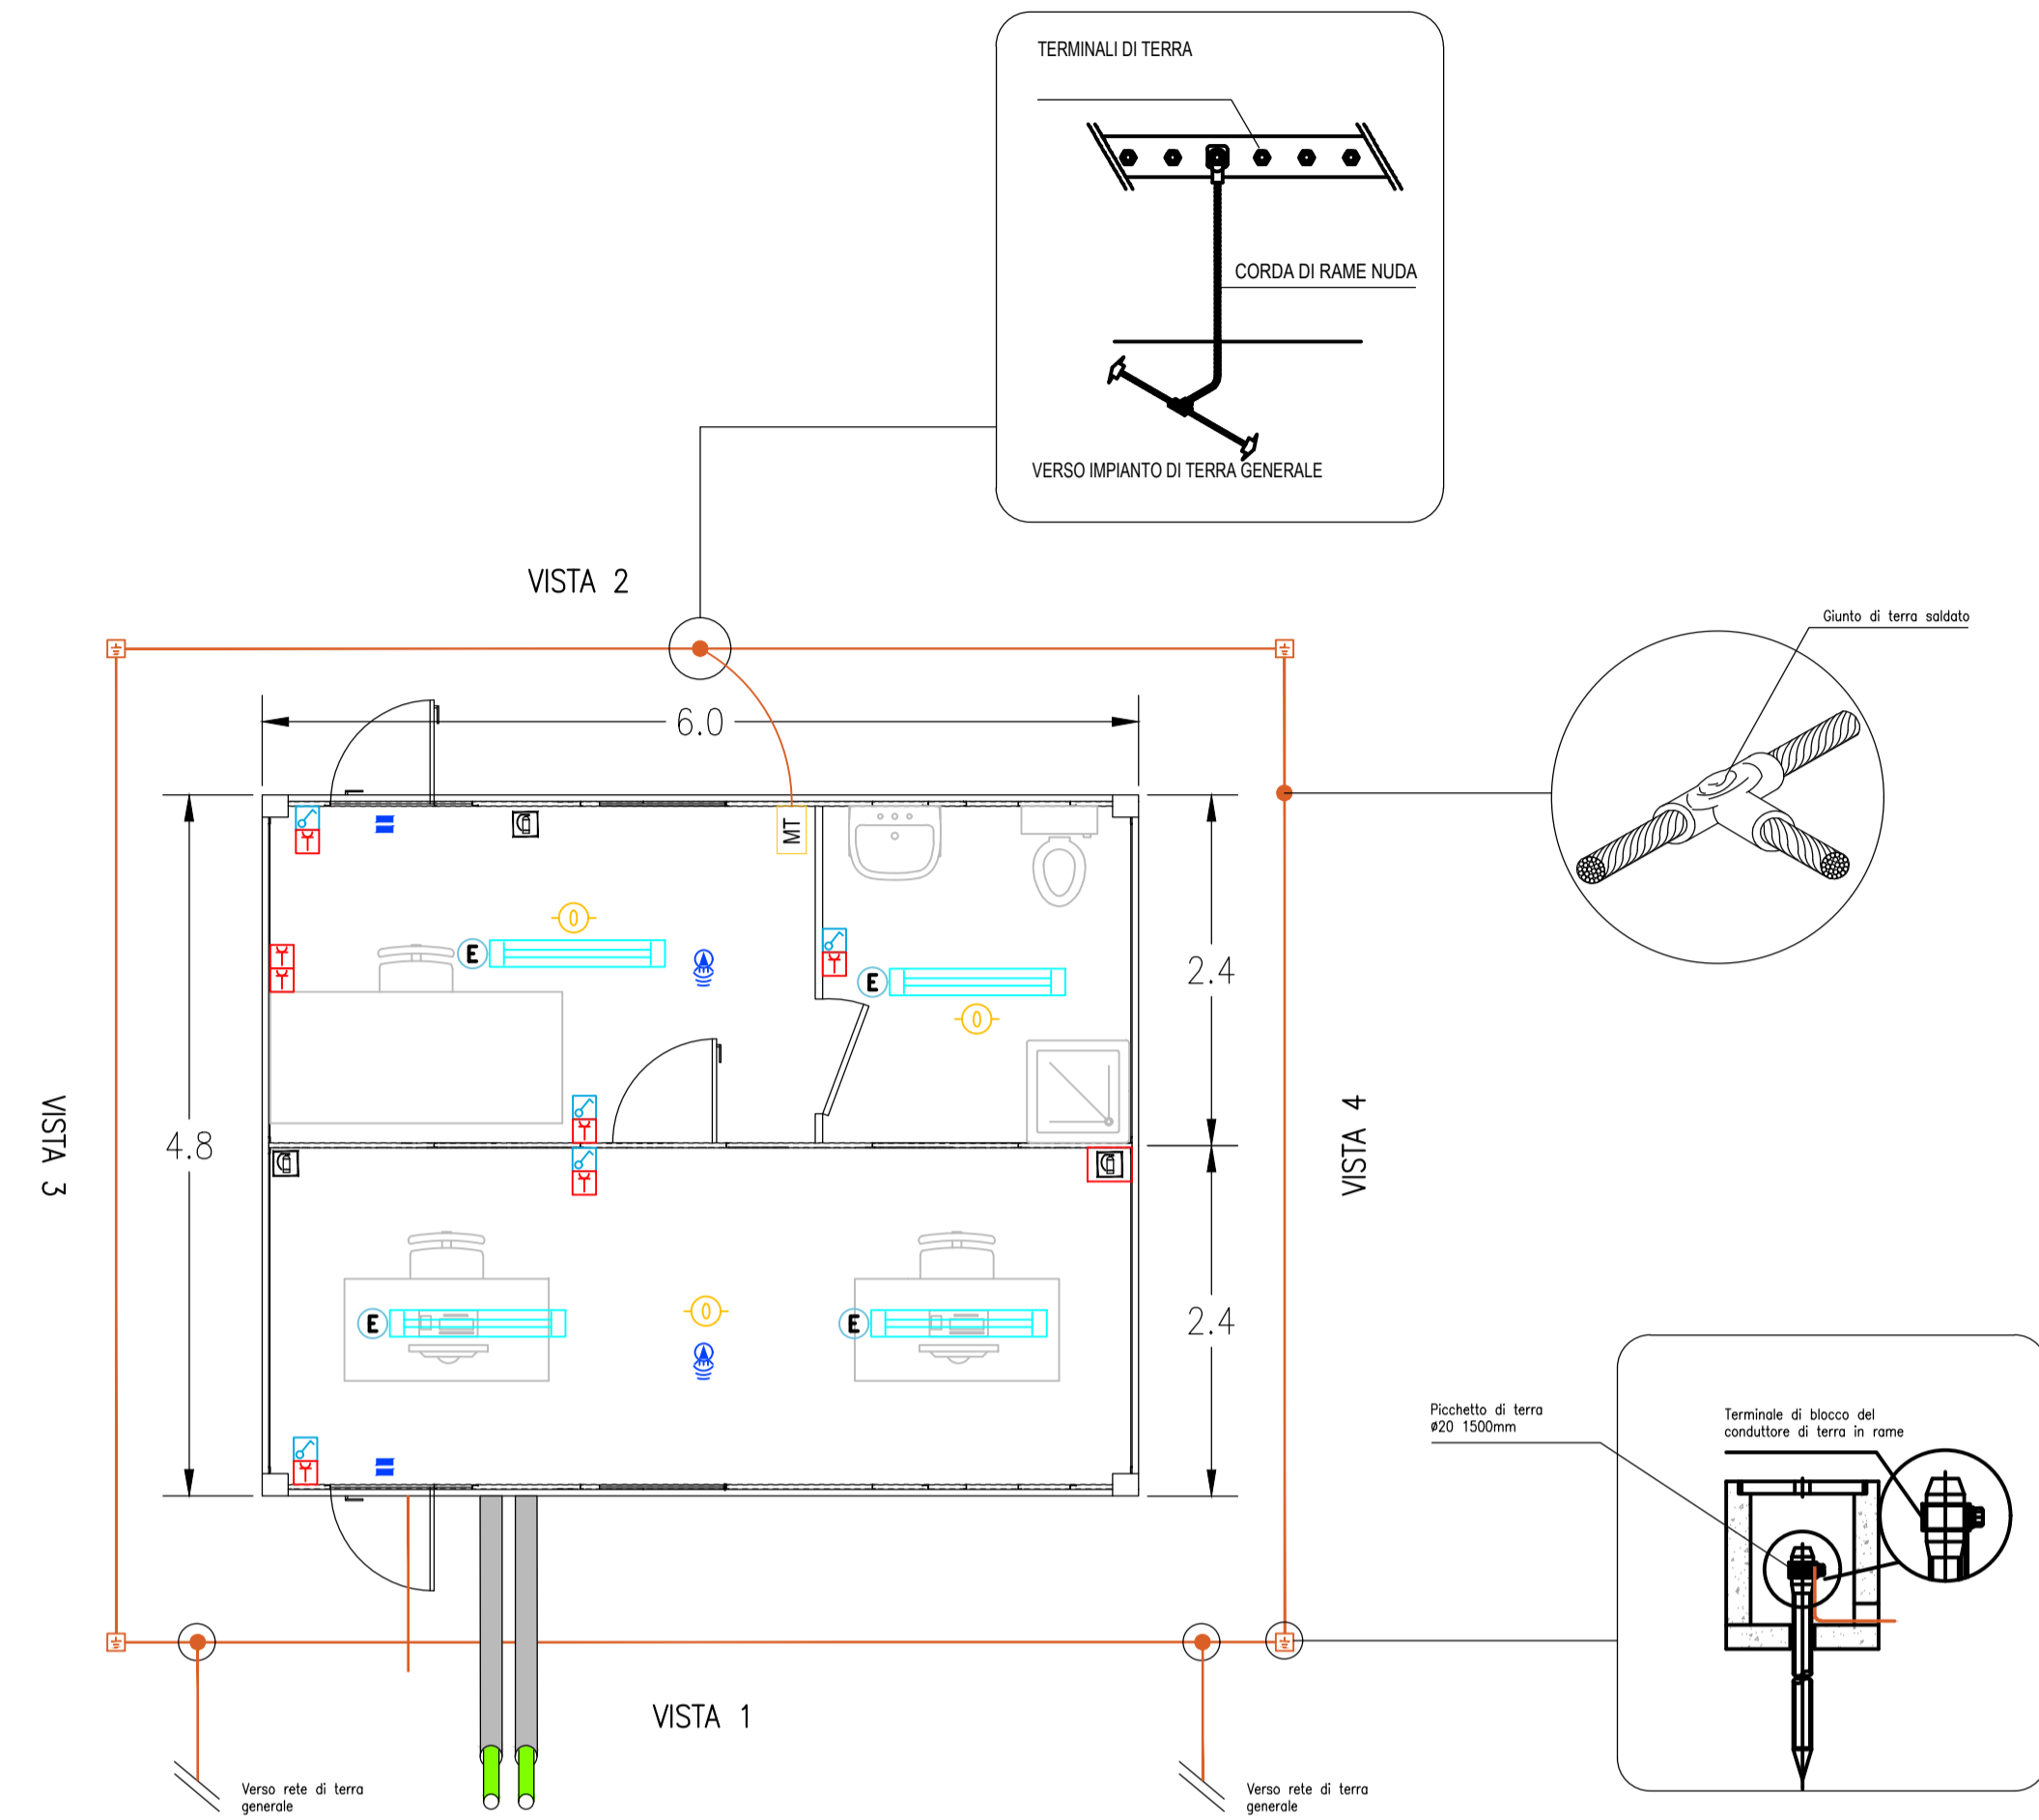 TERMINALI DI TERRA
CORDA DI RAME NUDA
VERSO IMPIANTO DI TERRA GENERALE
VISTA 2
Giunto di terra saldato
6.0
MT
E
E
2.4
VISTA 3
4.8
VISTA 4
2.4
E
E
Picchetto di terra
ø20 1500mm
Terminale di blocco del
conduttore di terra in rame
VISTA 1
Verso rete di terra
generale
Verso rete di terra
generale